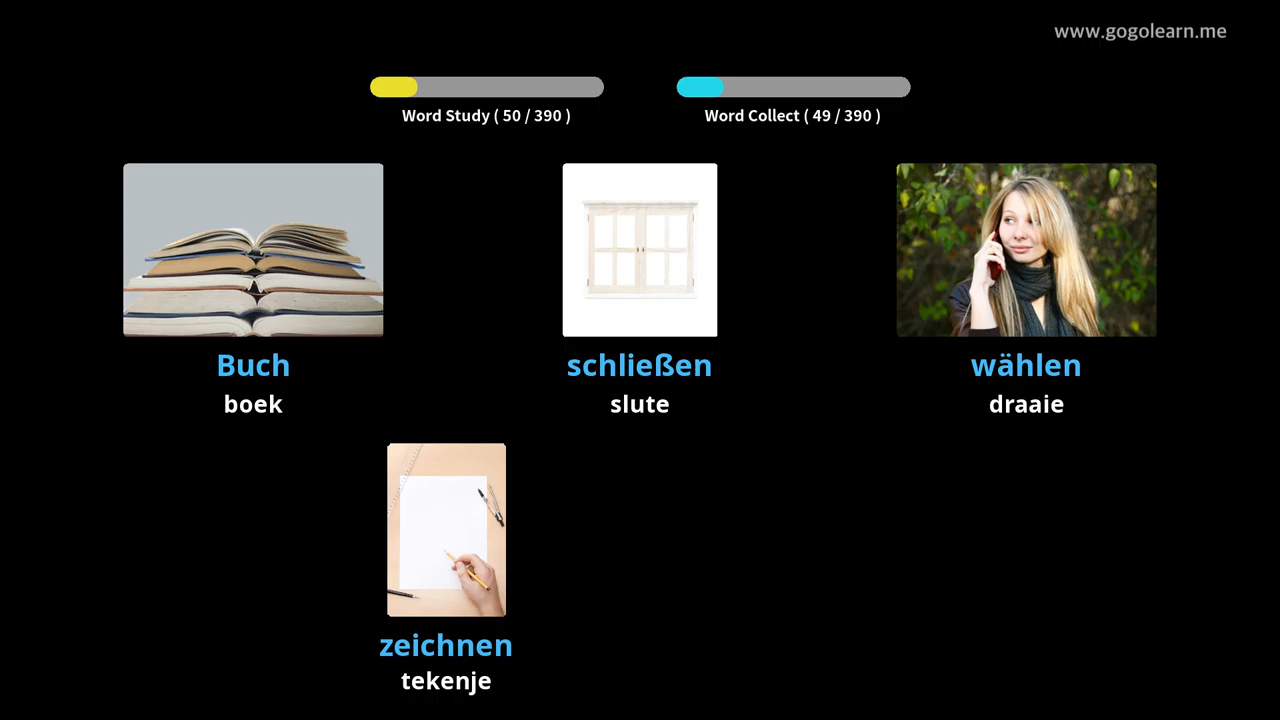 www.gogolearn.me
Word Study ( 50 / 390 )
Word Collect ( 49 / 390 )
Buch
boek
schließen
slute
wählen
draaie
zeichnen
tekenje